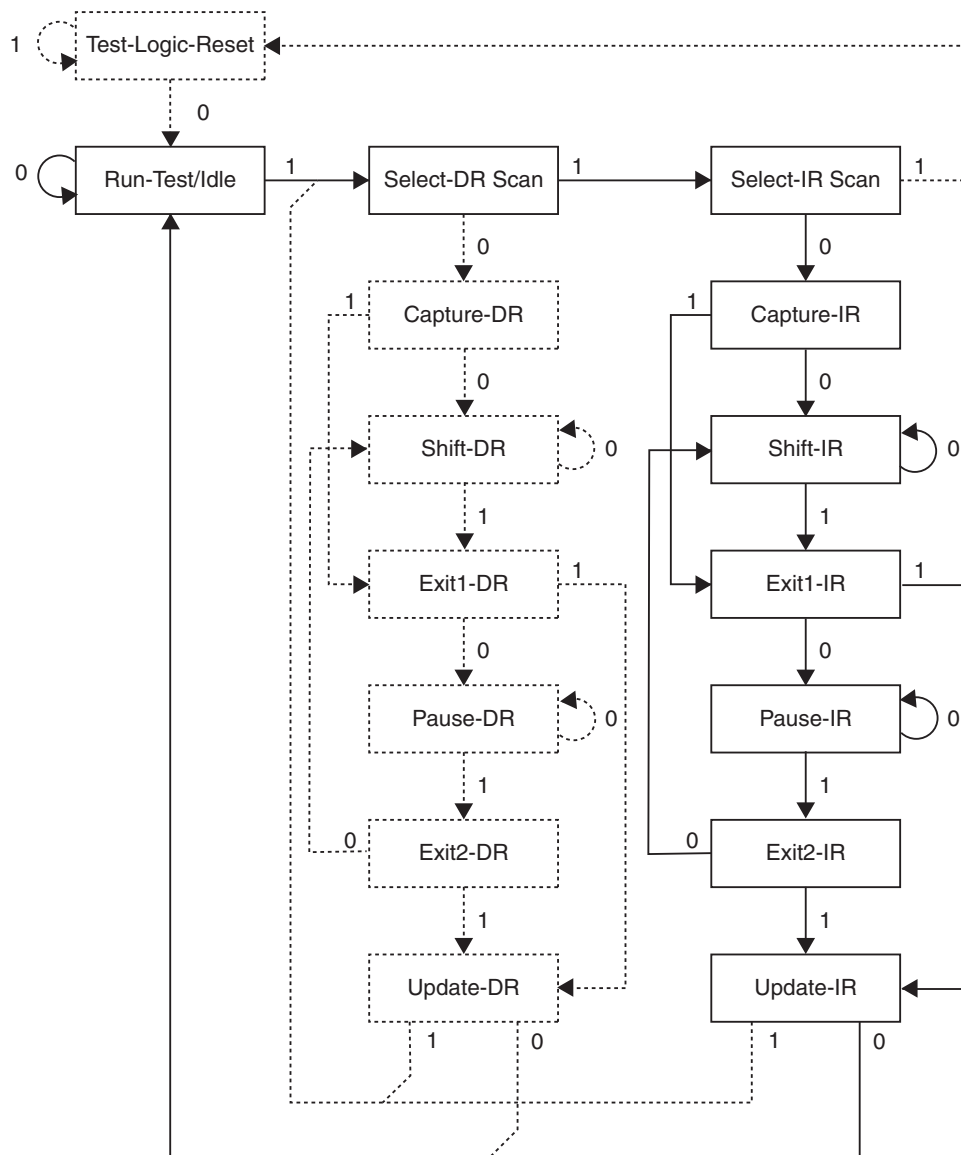 1 Test-Logic-Reset
0
0 Run-Test/Idle 1 Select-DR Scan 1 Select-IR Scan 1
0 0
1 Capture-DR 1 Capture-IR
0 0
Shift-DR 0 Shift-IR 0
1 1
Exit1-DR 1 Exit1-IR 1
0 0
Pause-DR 0 Pause-IR 0
1 1
0 Exit2-DR 0 Exit2-IR
1 1
Update-DR Update-IR
1 0 1 0